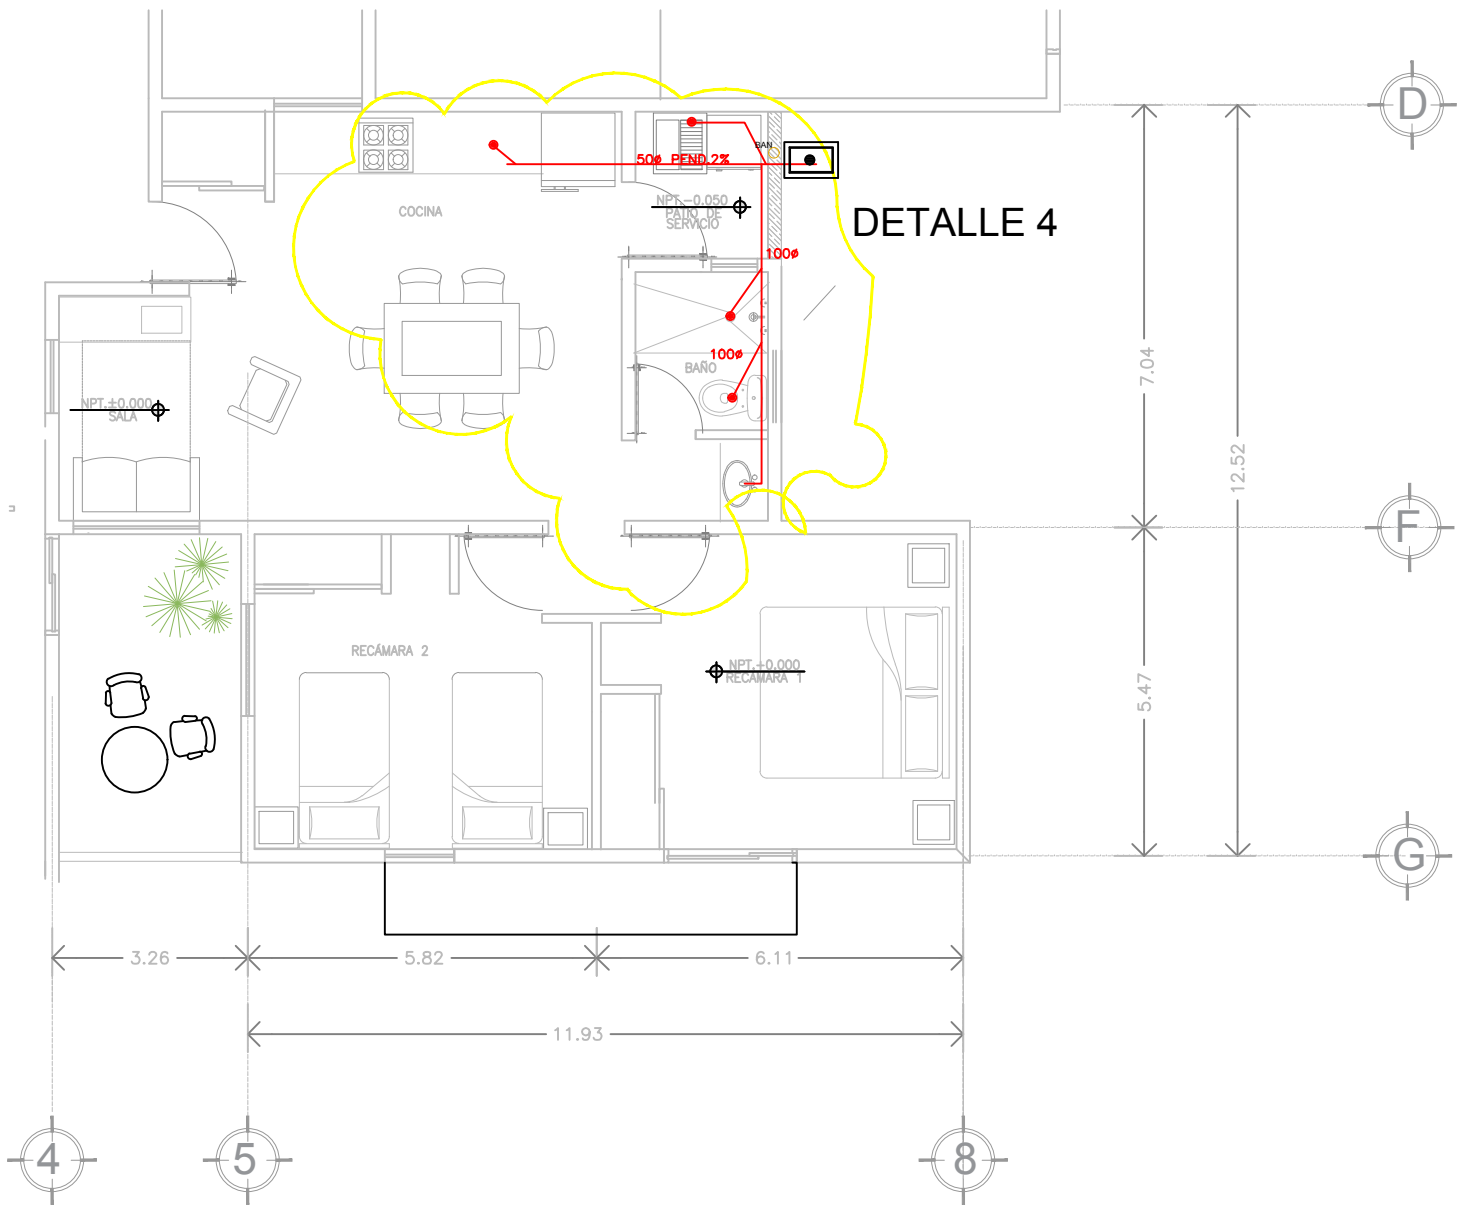 D
BAN
50ø PEND.2%
NPT.-0.050
PATIO DE
SERVICIO
COCINA
DETALLE 4
100ø
7.04
100ø
BAÑO
NPT.±0.000
SALA
12.52
F
RECÁMARA 2
NPT.+0.000
RECAMARA 1
5.47
G
3.26
5.82
6.11
11.93
4
5
8